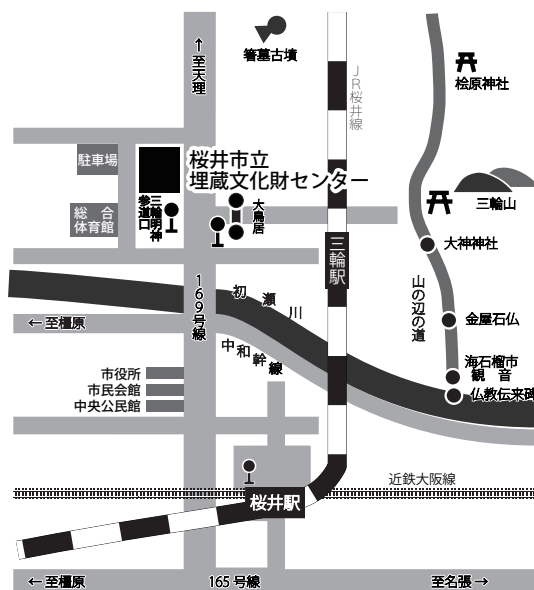 箸墓古墳
↑至天理
JR桜井線
桧原神社
駐車場
桜井市立
埋蔵文化財センター
三輪明神
参道口
大鳥居
三輪山
総　合
体育館
三輪駅
大神神社
169号線
初瀬川
山の辺の道
金屋石仏
←至橿原
中和幹線
海石榴市
観　音
仏教伝来碑
市役所
市民会館
中央公民館
近鉄大阪線
桜井駅
←至橿原
165号線
至名張→